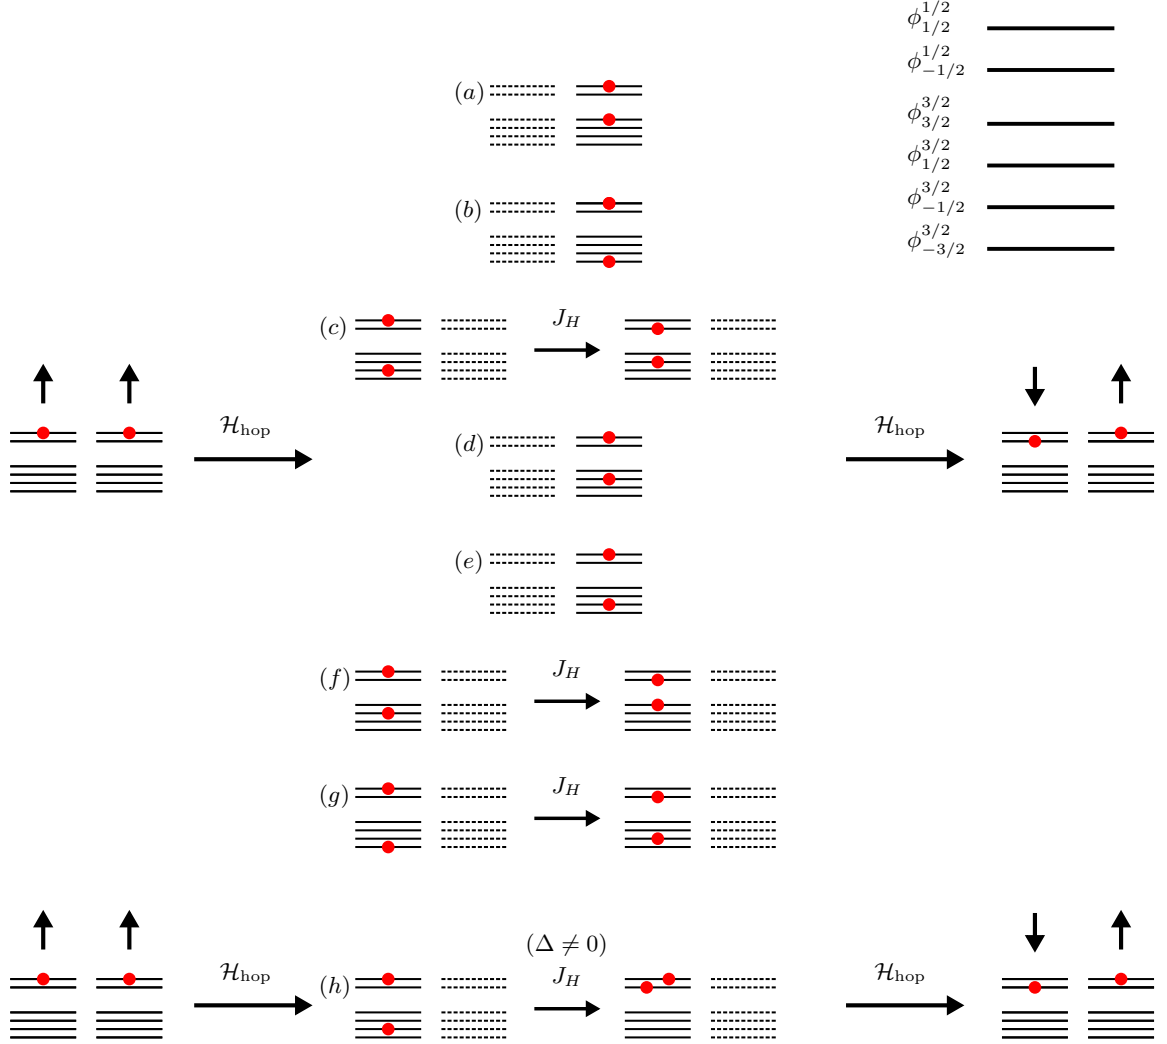 ϕ^{1/2}_{1/2}
ϕ^{1/2}_{-1/2}
ϕ^{3/2}_{3/2}
ϕ^{3/2}_{1/2}
ϕ^{3/2}_{-1/2}
ϕ^{3/2}_{-3/2}
(a)
(b)
(c) J_H
ℋ_hop (d) ℋ_hop
(e)
(f) J_H
(g) J_H
(Δ ≠ 0)
ℋ_hop (h) J_H ℋ_hop